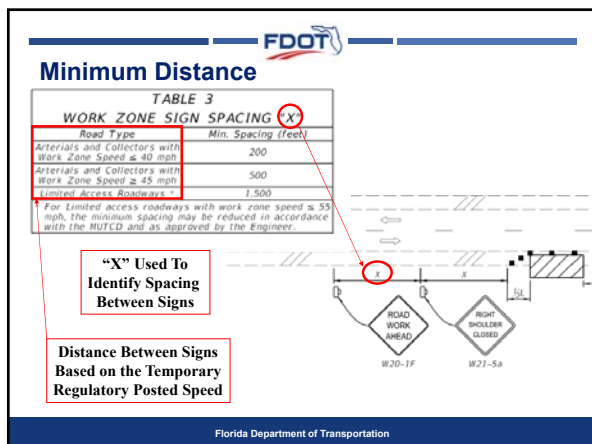 FDOT
Minimum Distance
TABLE 3
WORK ZONE SIGN SPACING "X"
Road Type Min. Spacing (feet)
Arterials and Collectors with
Work Zone Speed ≤ 40 mph
200
Arterials and Collectors with
Work Zone Speed ≥ 45 mph
500
Limited Access Roadways * 1,500
* For Limited access roadways with work zone speed ≤ 55
mph, the minimum spacing may be reduced in accordance
with the MUTCD and as approved by the Engineer.
"X" Used To
Identify Spacing
Between Signs
X X ½L
ROAD
WORK
AHEAD
RIGHT
SHOULDER
CLOSED
W20-1F W21-5a
Distance Between Signs
Based on the Temporary
Regulatory Posted Speed
Florida Department of Transportation